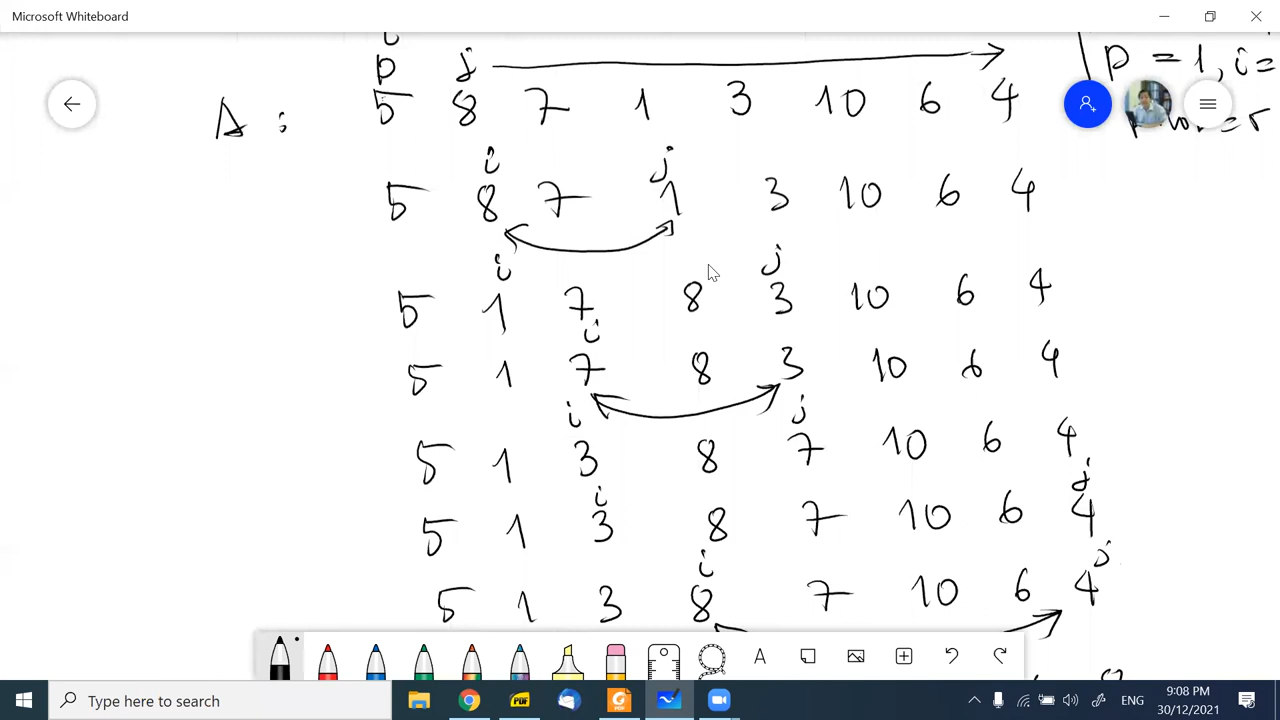 Microsoft Whiteboard
i
p j p = 1, i =
A : 5 8 7 1 3 10 6 4
i j
5 8 7 1 3 10 6 4
i j
5 1 7 8 3 10 6 4
i
5 1 7 8 3 10 6 4
i j
5 1 3 8 7 10 6 4
i j
5 1 3 8 7 10 6 4
i j
5 1 3 8 7 10 6 4
A
PDF
Type here to search
ENG
9:08 PM
30/12/2021